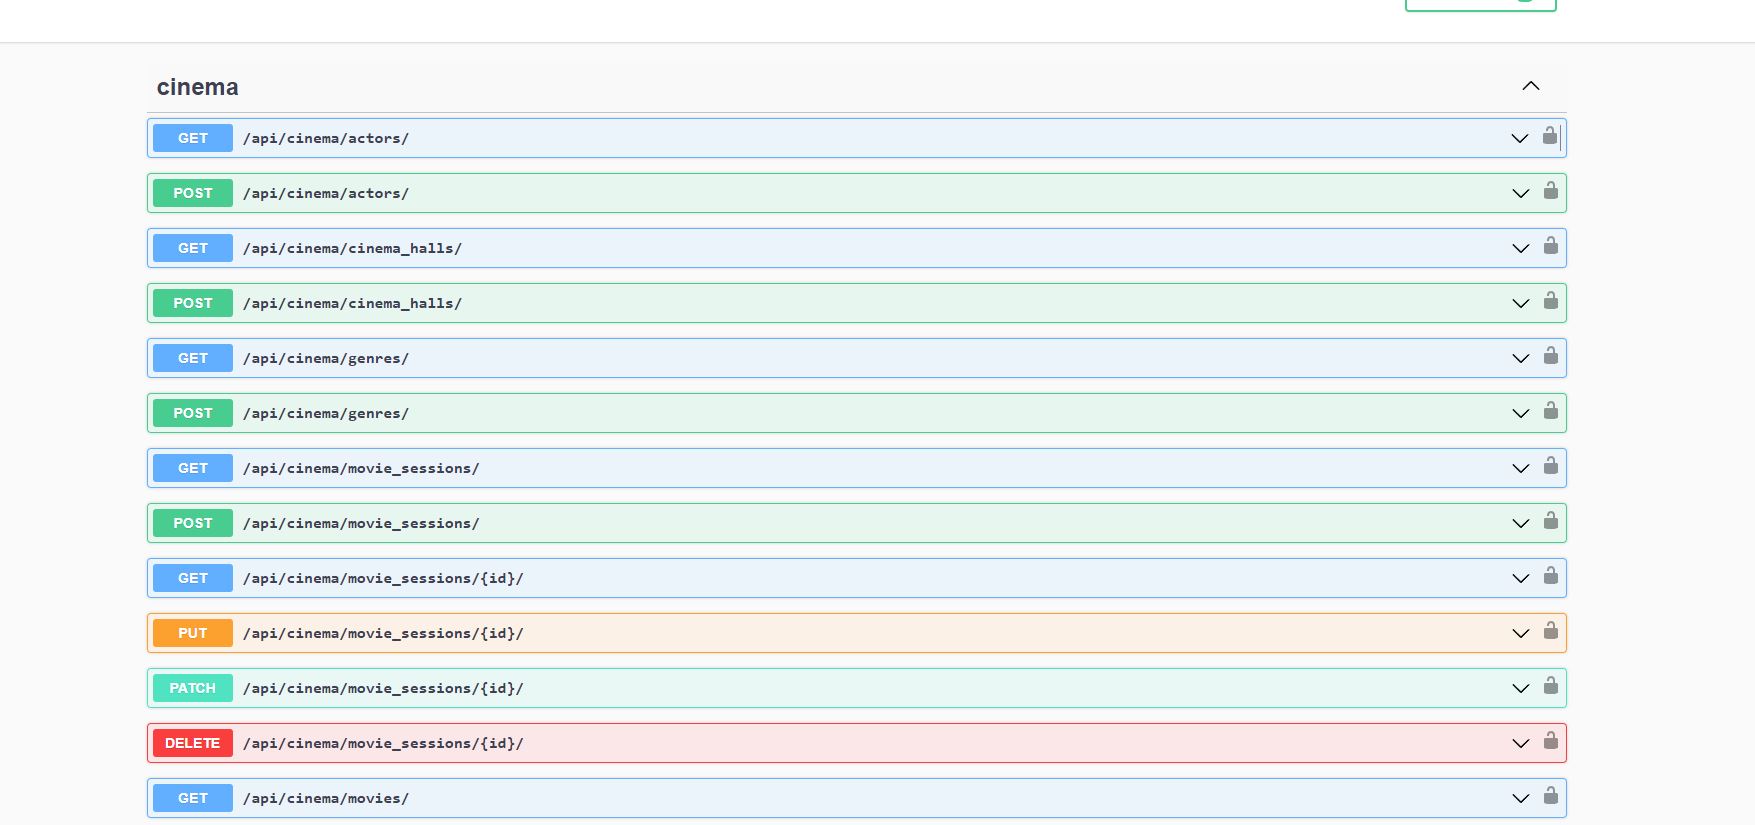 cinema
GET /api/cinema/actors/
POST /api/cinema/actors/
GET /api/cinema/cinema_halls/
POST /api/cinema/cinema_halls/
GET /api/cinema/genres/
POST /api/cinema/genres/
GET /api/cinema/movie_sessions/
POST /api/cinema/movie_sessions/
GET /api/cinema/movie_sessions/{id}/
PUT /api/cinema/movie_sessions/{id}/
PATCH /api/cinema/movie_sessions/{id}/
DELETE /api/cinema/movie_sessions/{id}/
GET /api/cinema/movies/